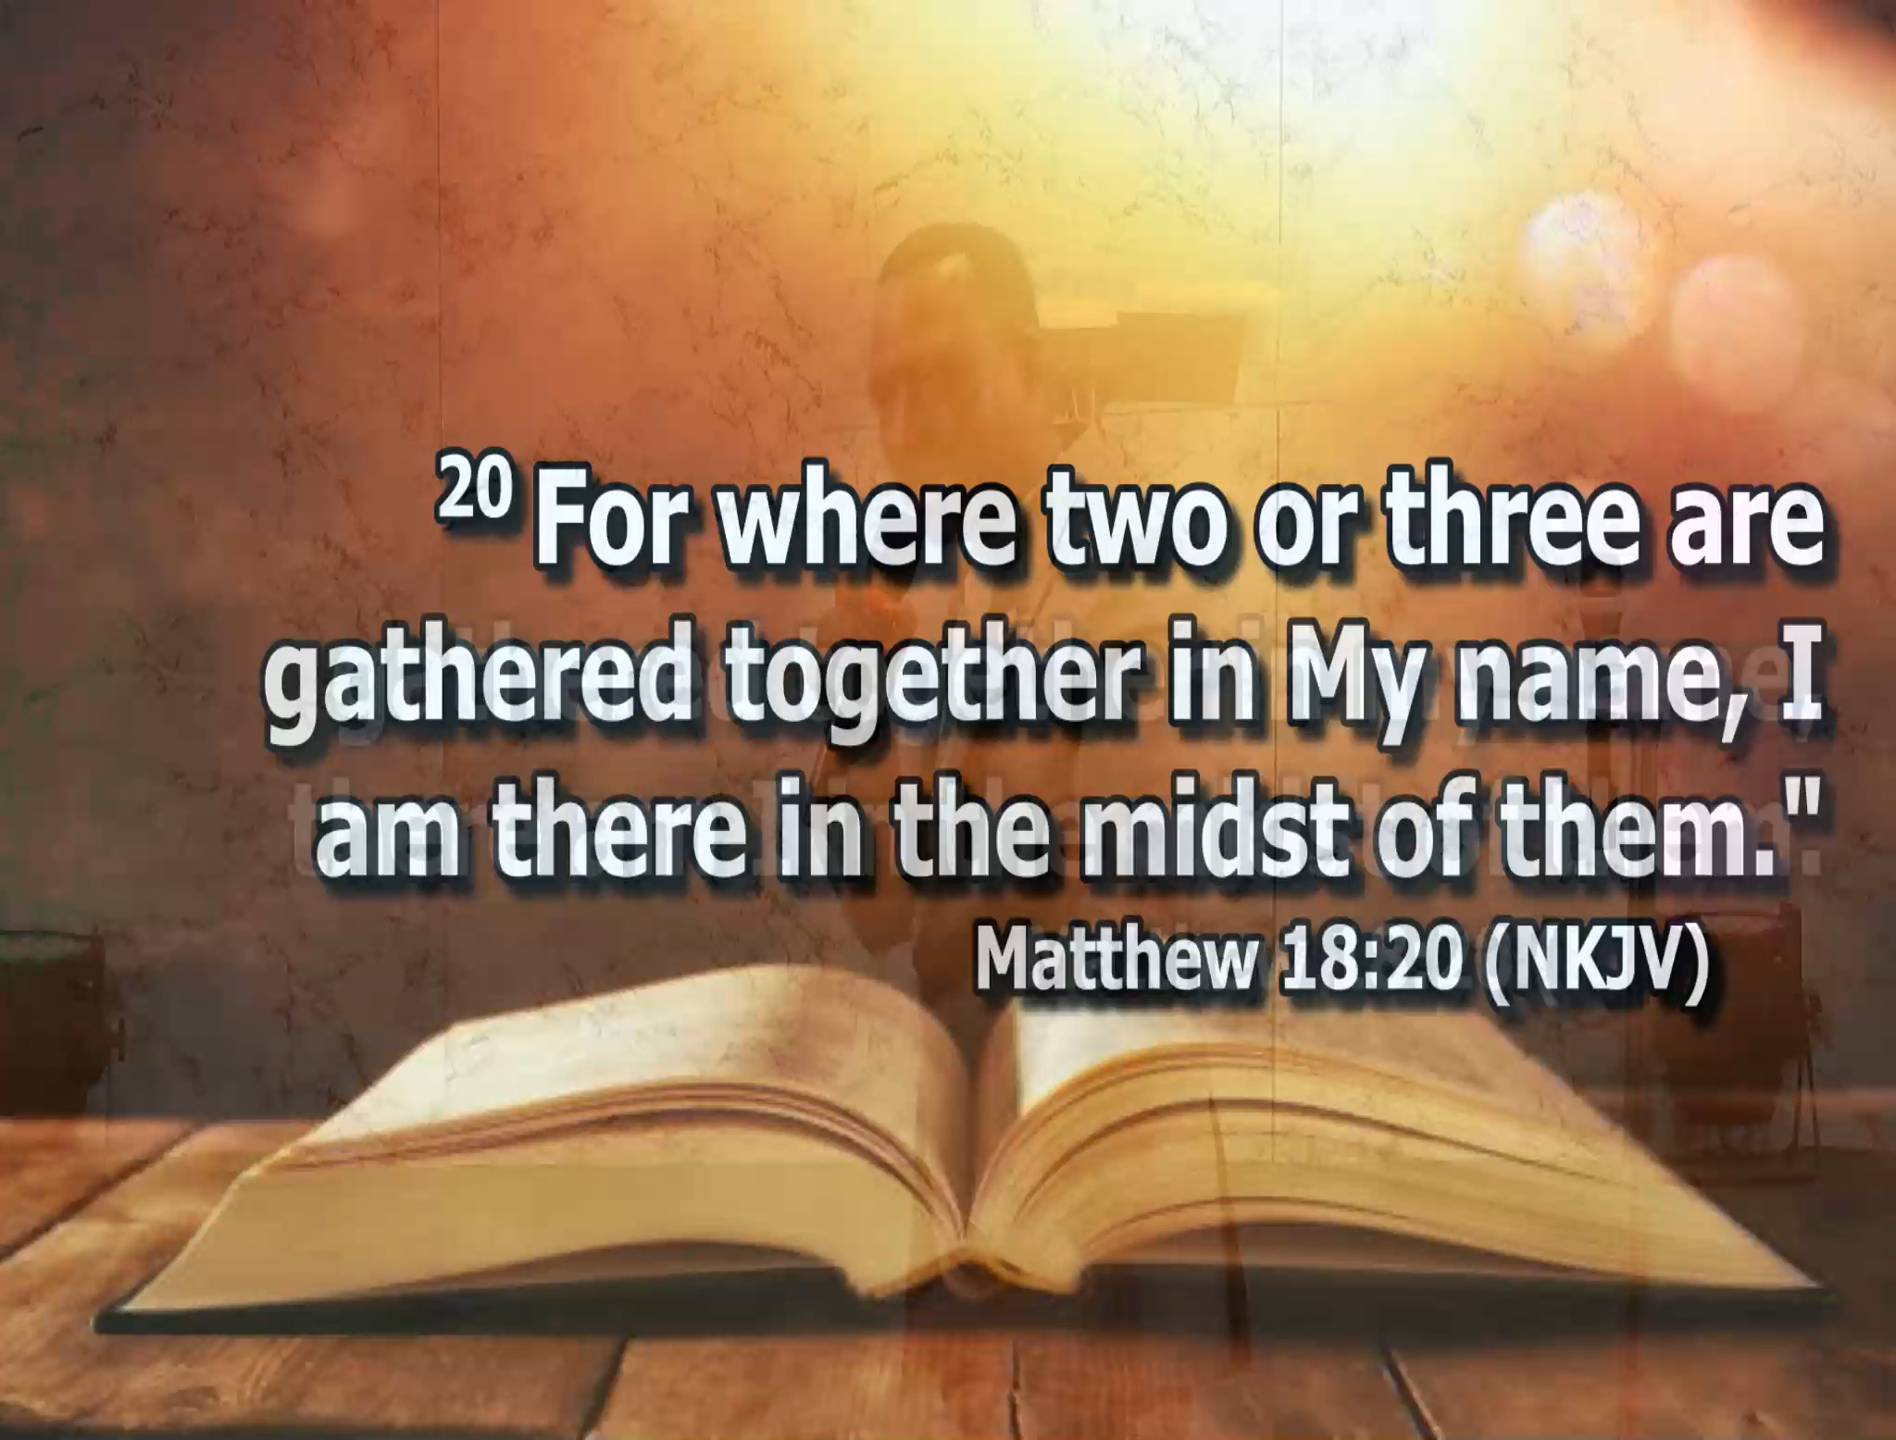 20 For where two or three are
gathered together in My name, I
am there in the midst of them."
Matthew 18:20 (NKJV)